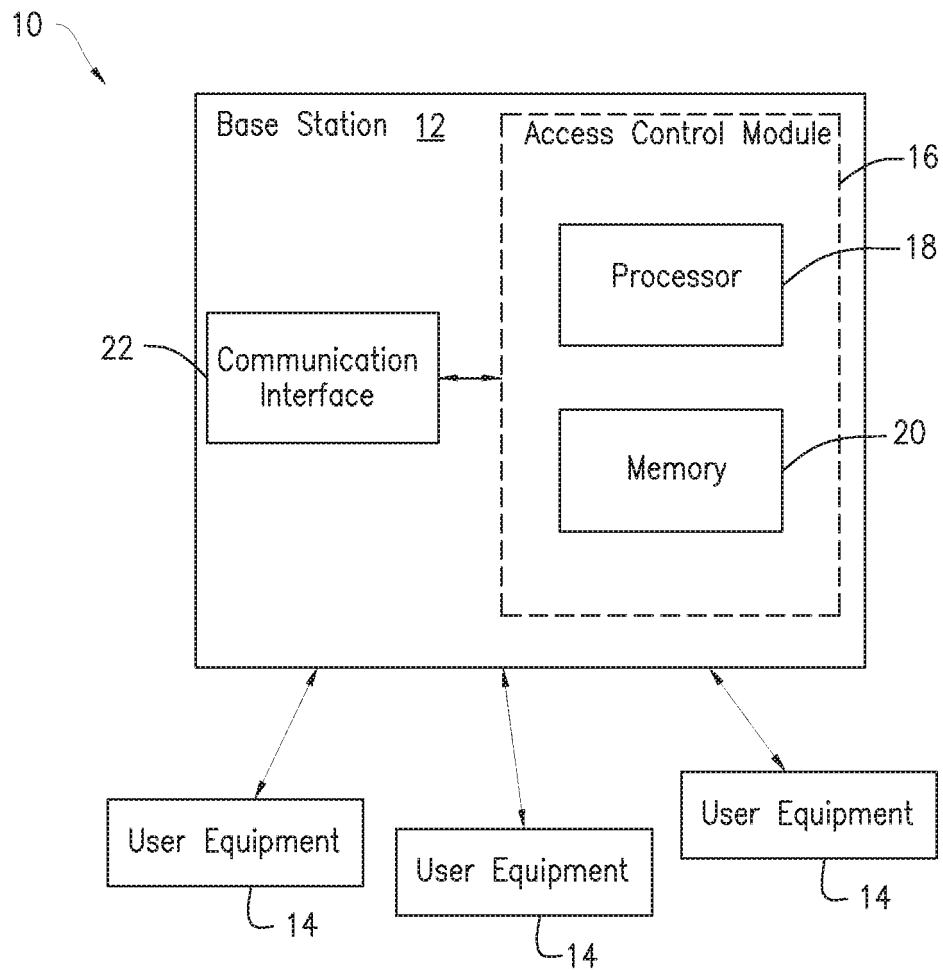 10
Base Station 12
Access Control Module
16
Processor
18
22
Communication
Interface
Memory
20
User Equipment
14
User Equipment
14
User Equipment
14